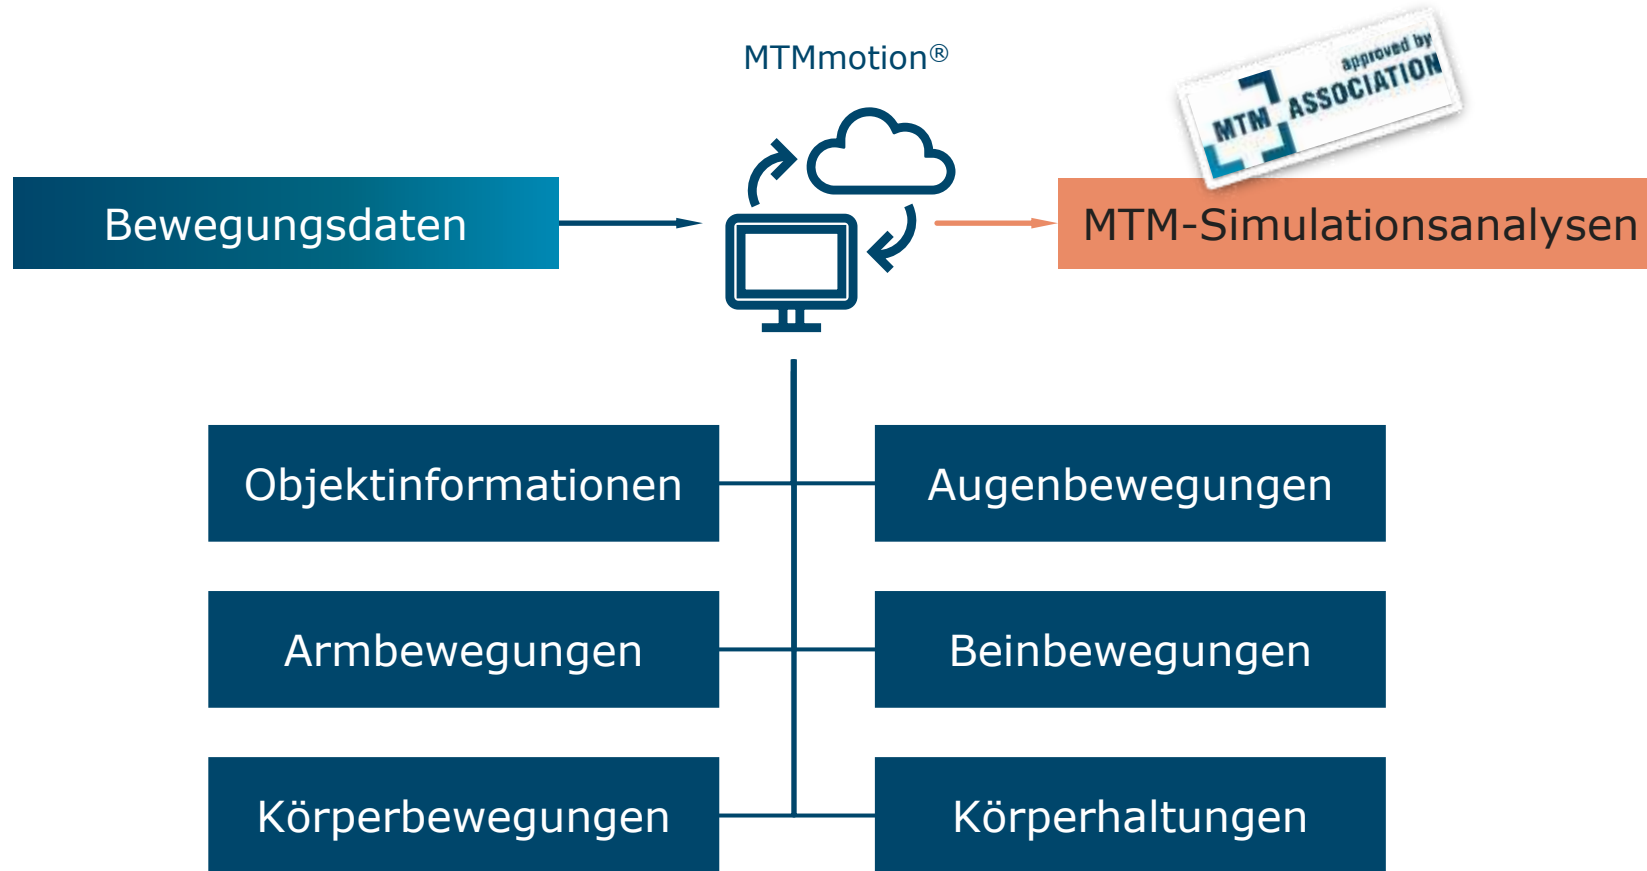 MTMmotion®
approved by
MTM ASSOCIATION
Bewegungsdaten
MTM-Simulationsanalysen
Objektinformationen
Augenbewegungen
Armbewegungen
Beinbewegungen
Körperbewegungen
Körperhaltungen